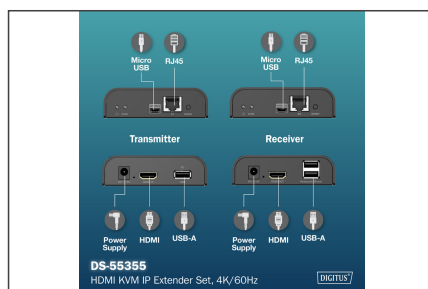 Micro
USB
RJ45
Micro
USB
RJ45
Transmitter
Receiver
Power
Supply
HDMI
USB-A
Power
Supply
HDMI
USB-A
DS-55355
HDMI KVM IP Extender Set, 4K/60Hz
DIGITUS